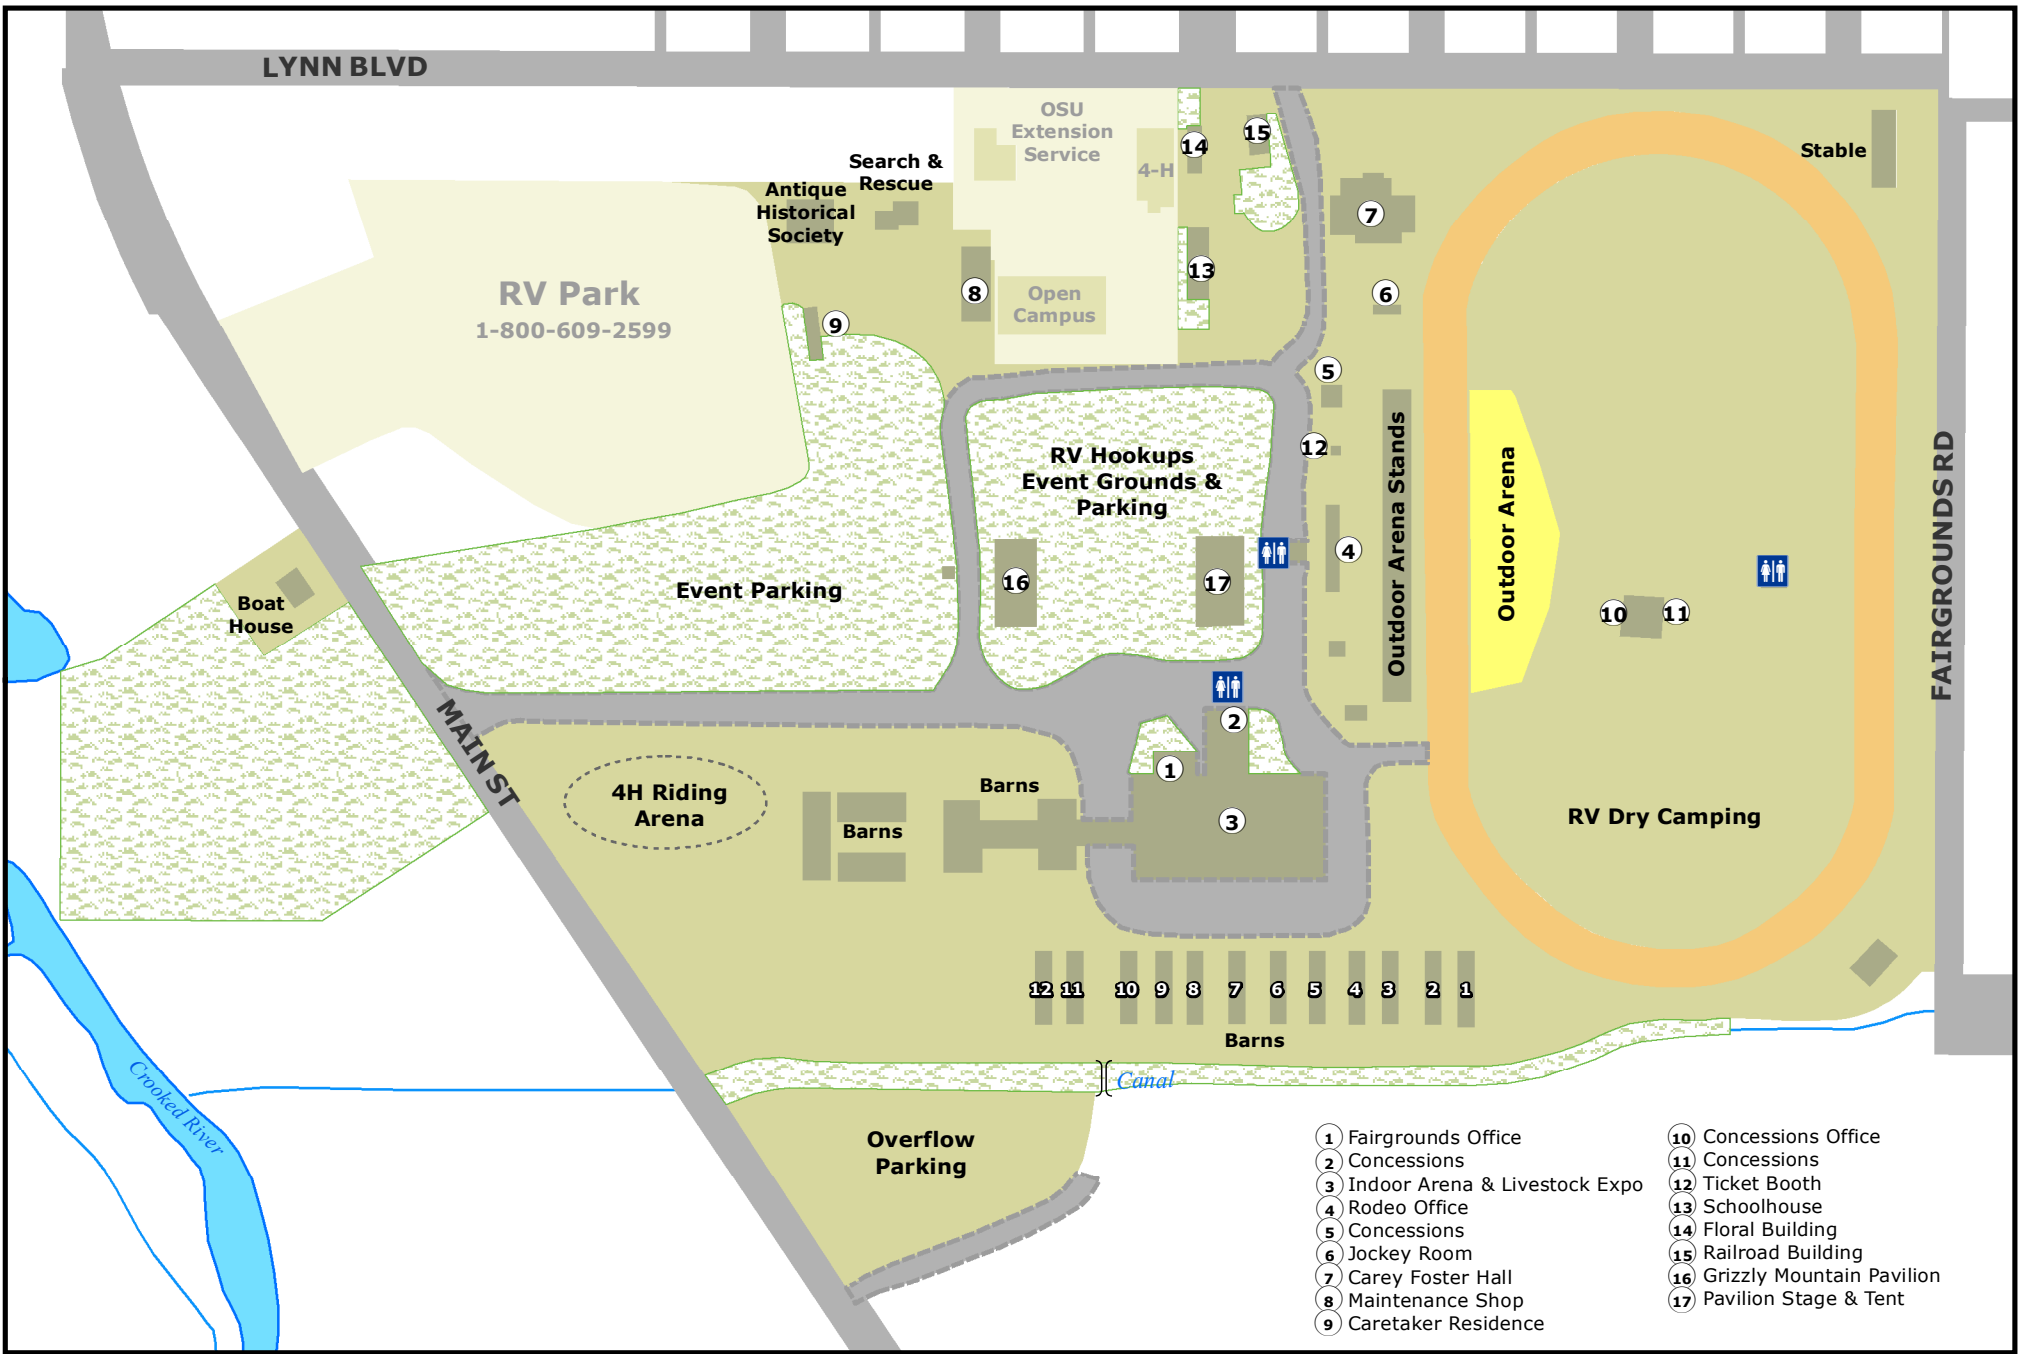 LYNN BLVD
OSU
Extension
Service
4-H
14
15
Stable
Search &
Rescue
Antique
Historical
Society
7
13
8
Open
Campus
6
RV Park
1-800-609-2599
9
5
12
RV Hookups
Event Grounds &
Parking
Outdoor Arena Stands
Outdoor Arena
FAIRGROUNDS RD
4
16
17
Event Parking
10
11
Boat
House
MAIN ST
2
1
3
4H Riding
Arena
Barns
Barns
RV Dry Camping
12 11 10 9 8 7 6 5 4 3 2 1
Barns
Canal
Crooked River
Overflow
Parking
1 Fairgrounds Office
2 Concessions
3 Indoor Arena & Livestock Expo
4 Rodeo Office
5 Concessions
6 Jockey Room
7 Carey Foster Hall
8 Maintenance Shop
9 Caretaker Residence
10 Concessions Office
11 Concessions
12 Ticket Booth
13 Schoolhouse
14 Floral Building
15 Railroad Building
16 Grizzly Mountain Pavilion
17 Pavilion Stage & Tent